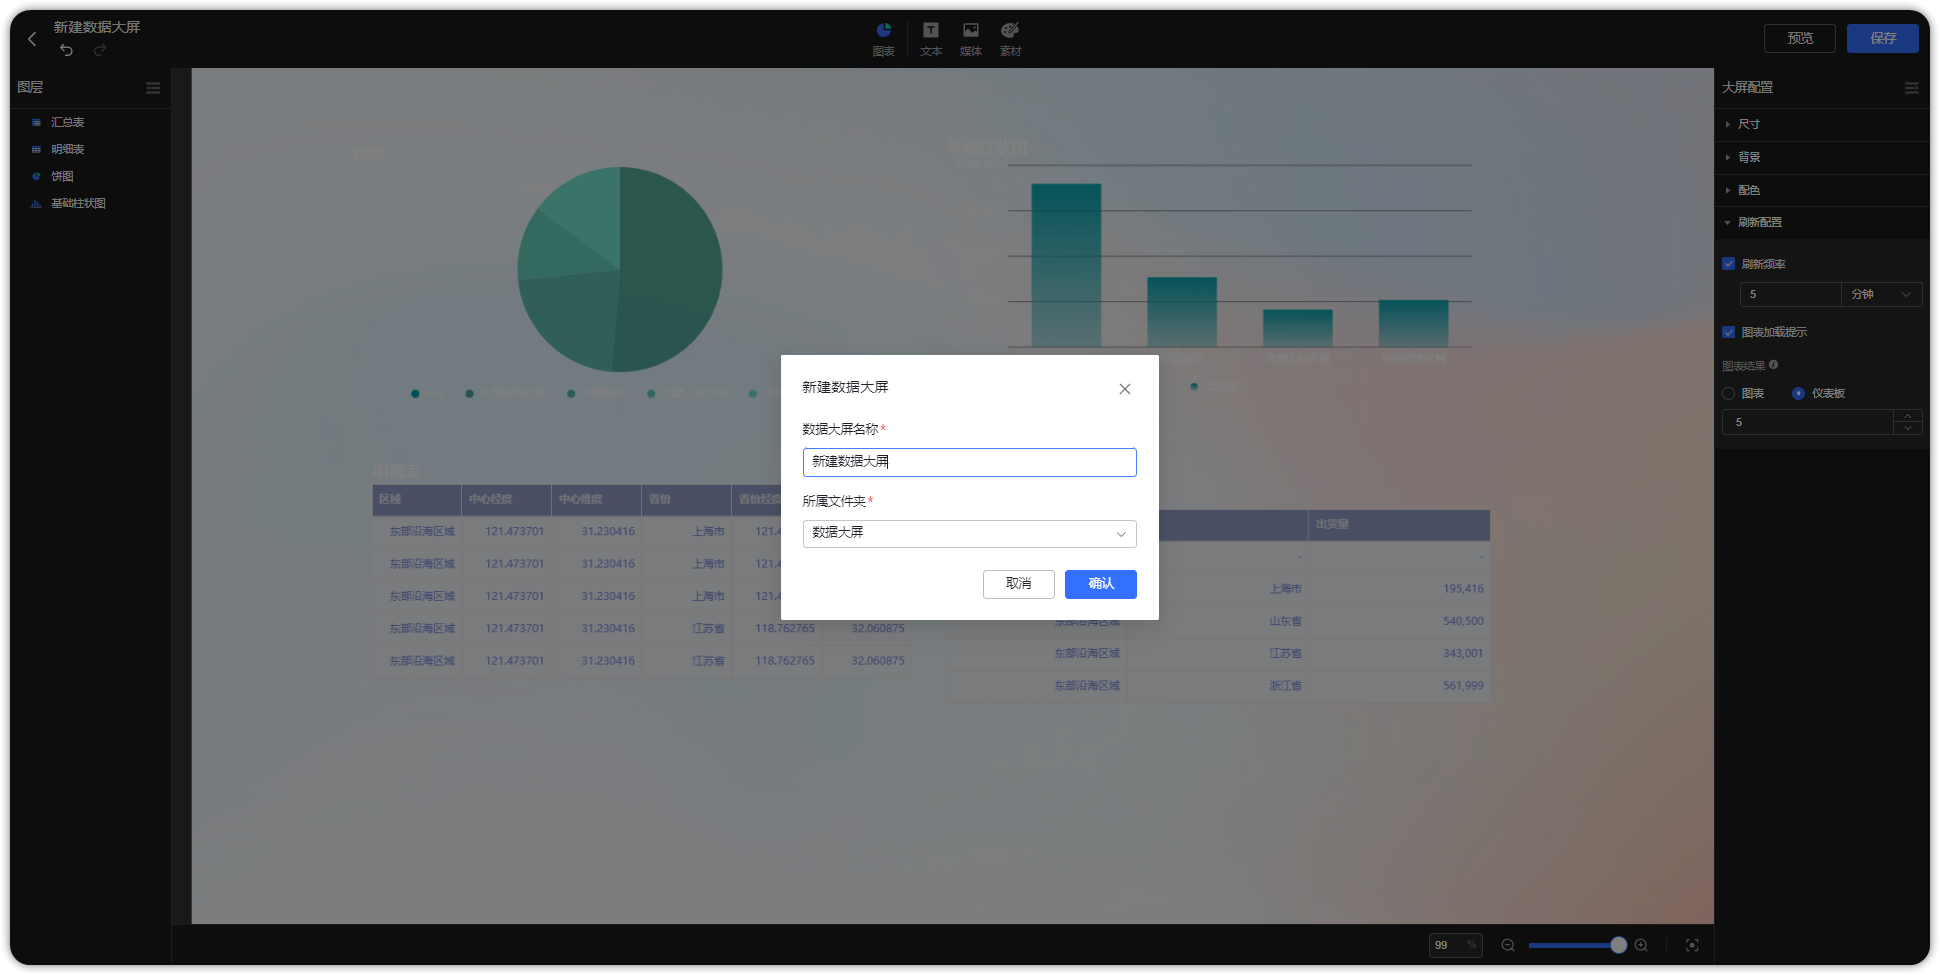 新建数据大屏
图表
文本
媒体
素材
预览
保存
图层
汇总表
明细表
饼图
基础柱状图
基础柱状图
明细表
区域 中心经度 中心维度 省份 省份经度
东部沿海区域 121.473701 31.230416 上海市 121.4
东部沿海区域 121.473701 31.230416 上海市 121.4
东部沿海区域 121.473701 31.230416 上海市 121.4
东部沿海区域 121.473701 31.230416 江苏省 118.762765 32.060875
东部沿海区域 121.473701 31.230416 江苏省 118.762765 32.060875
出货量
- -
上海市 195,416
东部沿海区域 山东省 540,500
东部沿海区域 江苏省 343,001
东部沿海区域 浙江省 561,999
新建数据大屏
数据大屏名称*
新建数据大屏
所属文件夹*
数据大屏
取消
确认
大屏配置
尺寸
背景
配色
刷新配置
刷新频率
5 分钟
图表加载提示
图表结果
图表 仪表板
5
99 %